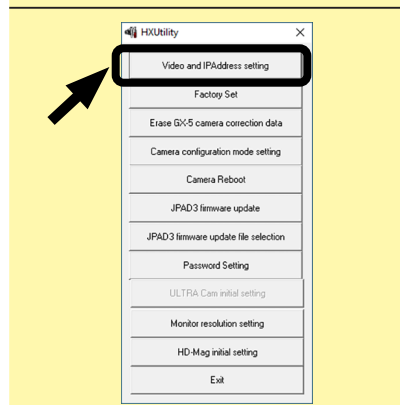 HXUtility
Video and IPAddress setting
Factory Set
Erase GX-5 camera correction data
Camera configuration mode setting
Camera Reboot
JPAD3 firmware update
JPAD3 firmware update file selection
Password Setting
ULTRA Cam initial setting
Monitor resolution setting
HD-Mag initial setting
Exit